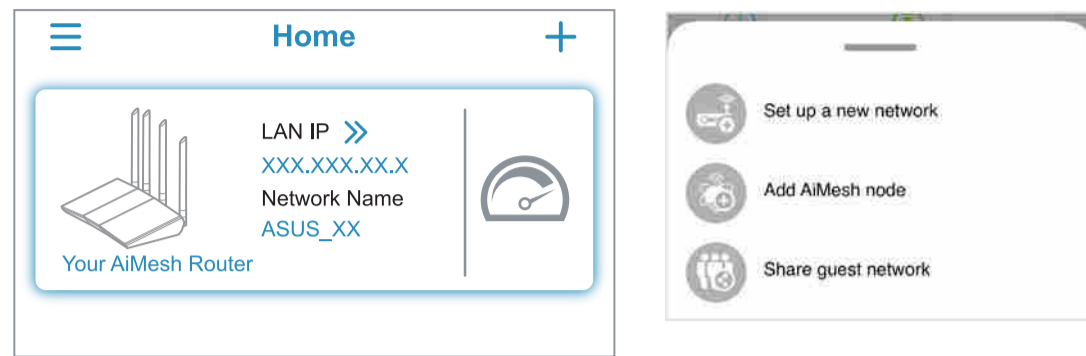 Home
LAN IP
XXX.XXX.XX.X
Network Name
ASUS_XX
Your AiMesh Router
Set up a new network
Add AiMesh node
Share guest network